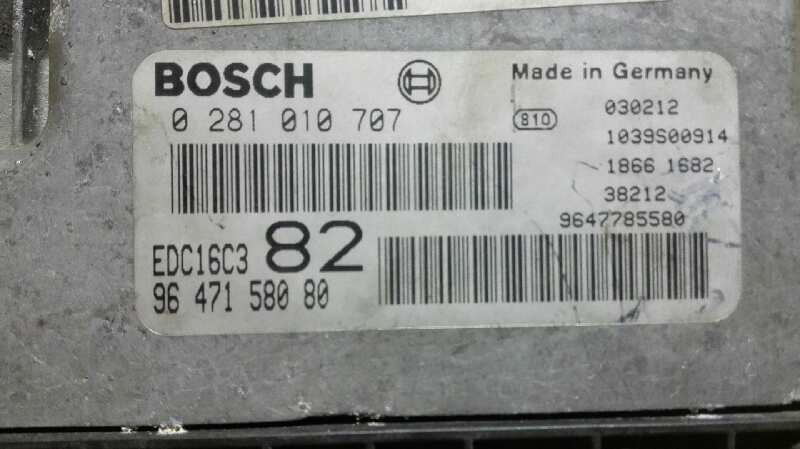 BOSCH
Made in Germany
0 281 010 707
810
030212
1039S00914
1866 1682
38212
9647785580
EDC16C3 82
96 471 580 80